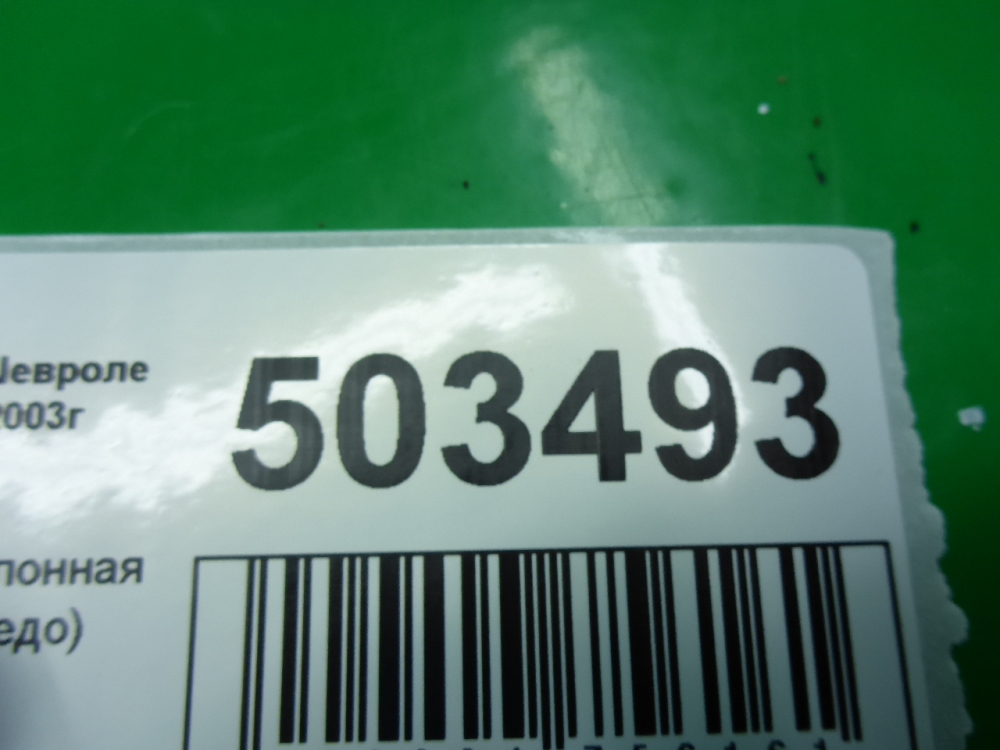 Шевроле
2003г
503493
лонная
едо)